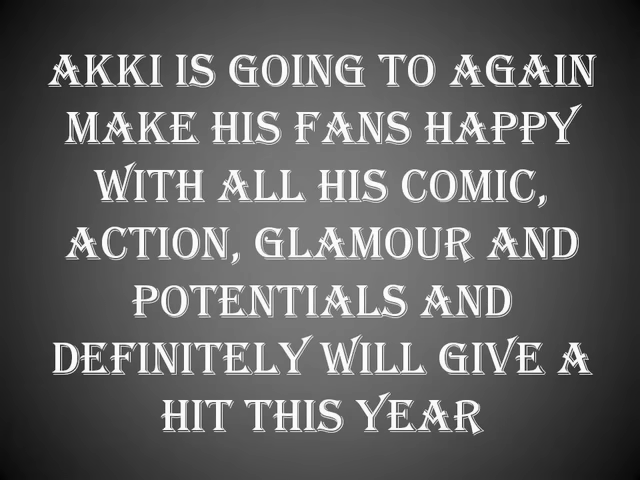 AKKI IS GOING TO AGAIN
MAKE HIS FANS HAPPY
WITH ALL HIS COMIC,
ACTION, GLAMOUR AND
POTENTIALS AND
DEFINITELY WILL GIVE A
HIT THIS YEAR